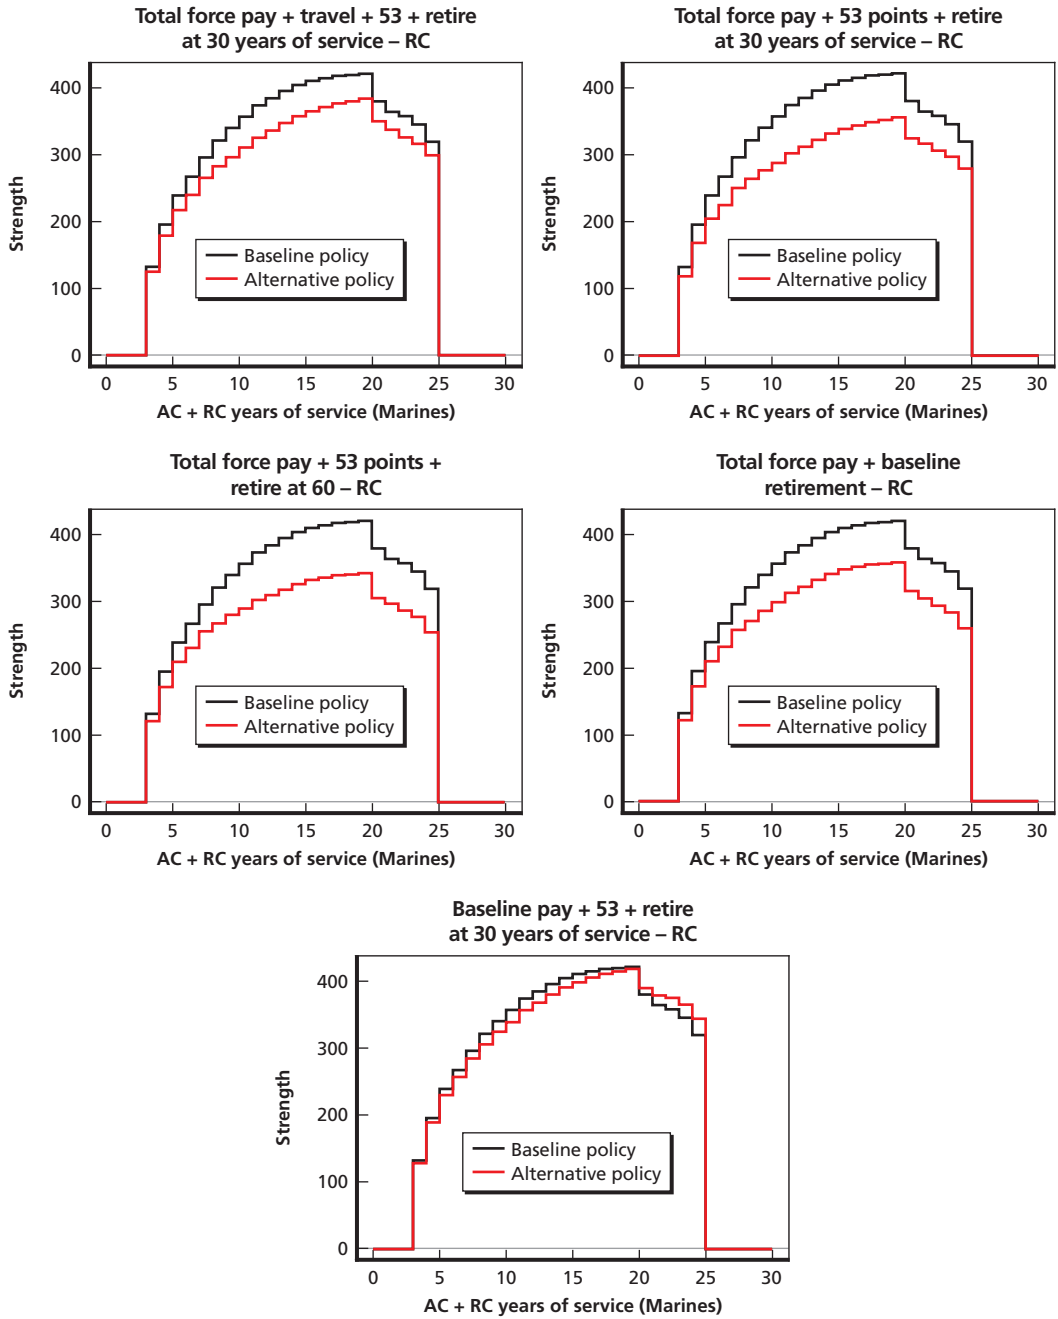 Total force pay + travel + 53 + retire
at 30 years of service – RC
400
300
200
100
0
Strength
Baseline policy
Alternative policy
0 5 10 15 20 25 30
AC + RC years of service (Marines)
Total force pay + 53 points + retire
at 30 years of service – RC
400
300
200
100
0
Strength
Baseline policy
Alternative policy
0 5 10 15 20 25 30
AC + RC years of service (Marines)
Total force pay + 53 points +
retire at 60 – RC
400
300
200
100
0
Strength
Baseline policy
Alternative policy
0 5 10 15 20 25 30
AC + RC years of service (Marines)
Total force pay + baseline
retirement – RC
400
300
200
100
0
Strength
Baseline policy
Alternative policy
0 5 10 15 20 25 30
AC + RC years of service (Marines)
Baseline pay + 53 + retire
at 30 years of service – RC
400
300
200
100
0
Strength
Baseline policy
Alternative policy
0 5 10 15 20 25 30
AC + RC years of service (Marines)